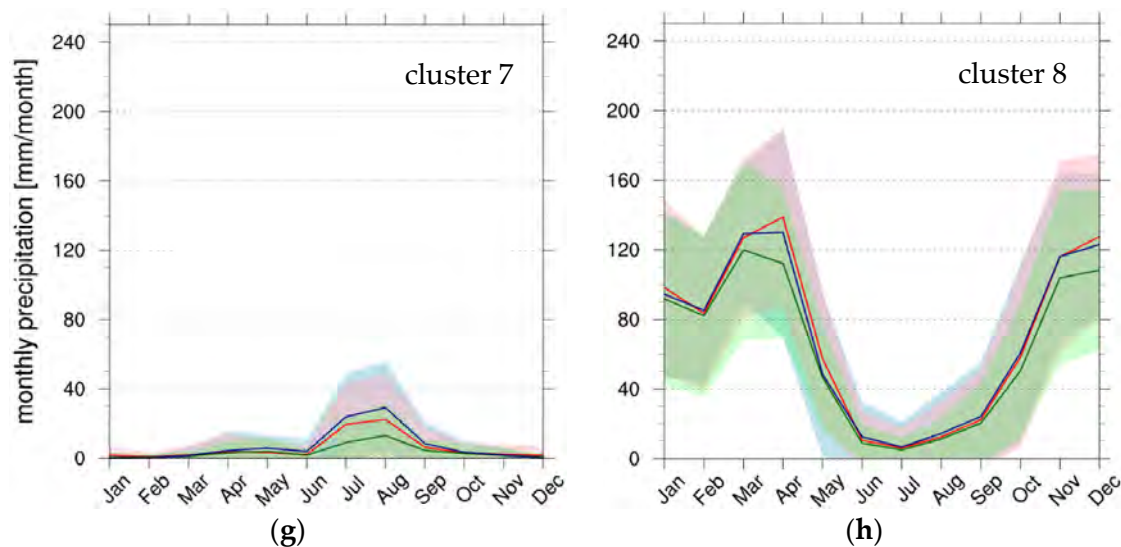 monthly precipitation [mm/month]
cluster 7
240
200
160
120
80
40
0
Jan Feb Mar Apr May Jun Jul Aug Sep Oct Nov Dec
(g)
cluster 8
240
200
160
120
80
40
0
Jan Feb Mar Apr May Jun Jul Aug Sep Oct Nov Dec
(h)